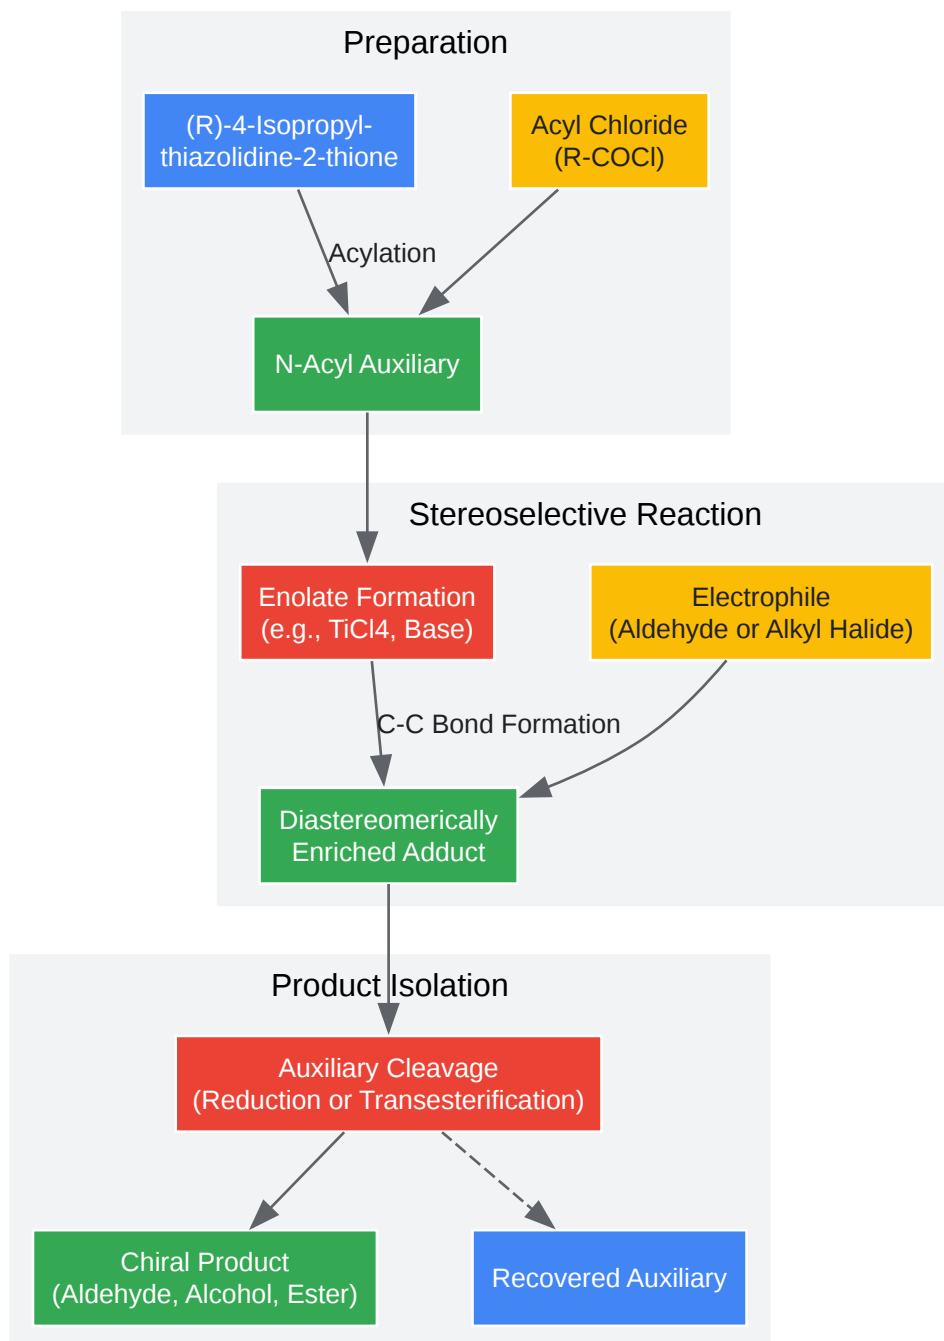 Preparation
(R)-4-Isopropyl-
thiazolidine-2-thione
Acyl Chloride
(R-COCl)
Acylation
N-Acyl Auxiliary
Stereoselective Reaction
Enolate Formation
(e.g., TiCl4, Base)
Electrophile
(Aldehyde or Alkyl Halide)
C-C Bond Formation
Diastereomerically
Enriched Adduct
Product Isolation
Auxiliary Cleavage
(Reduction or Transesterification)
Chiral Product
(Aldehyde, Alcohol, Ester)
Recovered Auxiliary